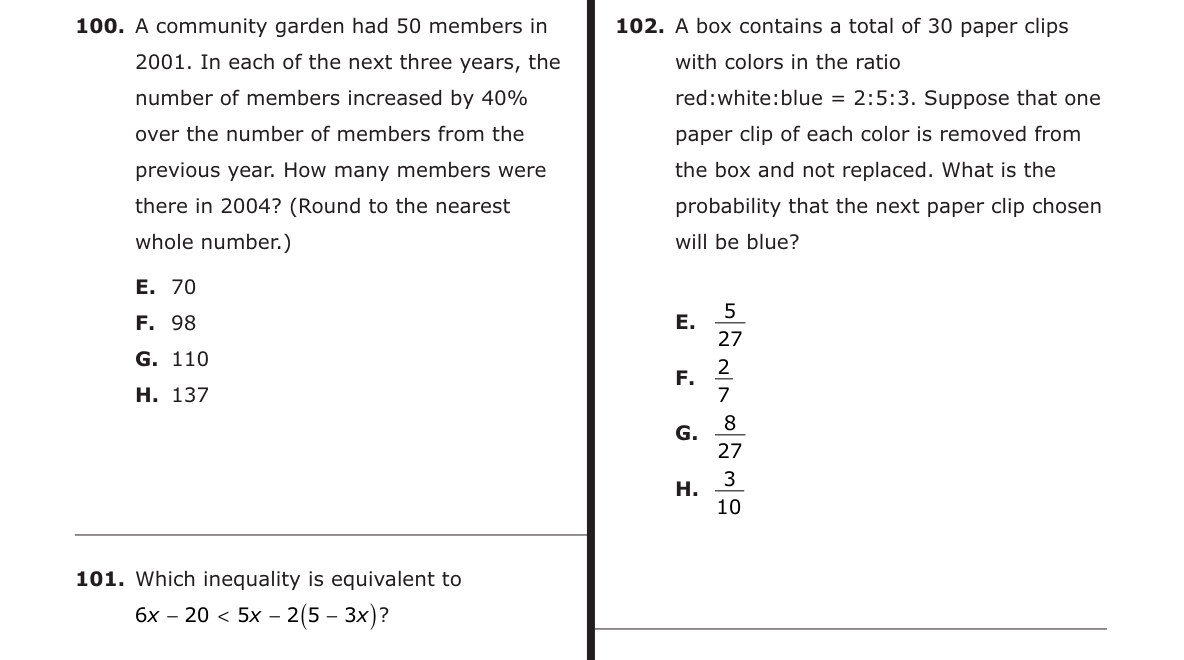 100. A community garden had 50 members in
2001. In each of the next three years, the
number of members increased by 40%
over the number of members from the
previous year. How many members were
there in 2004? (Round to the nearest
whole number.)
E. 70
F. 98
G. 110
H. 137
101. Which inequality is equivalent to
6x – 20 < 5x – 2(5 – 3x)?
102. A box contains a total of 30 paper clips
with colors in the ratio
red:white:blue = 2:5:3. Suppose that one
paper clip of each color is removed from
the box and not replaced. What is the
probability that the next paper clip chosen
will be blue?
E. 5/27
F. 2/7
G. 8/27
H. 3/10